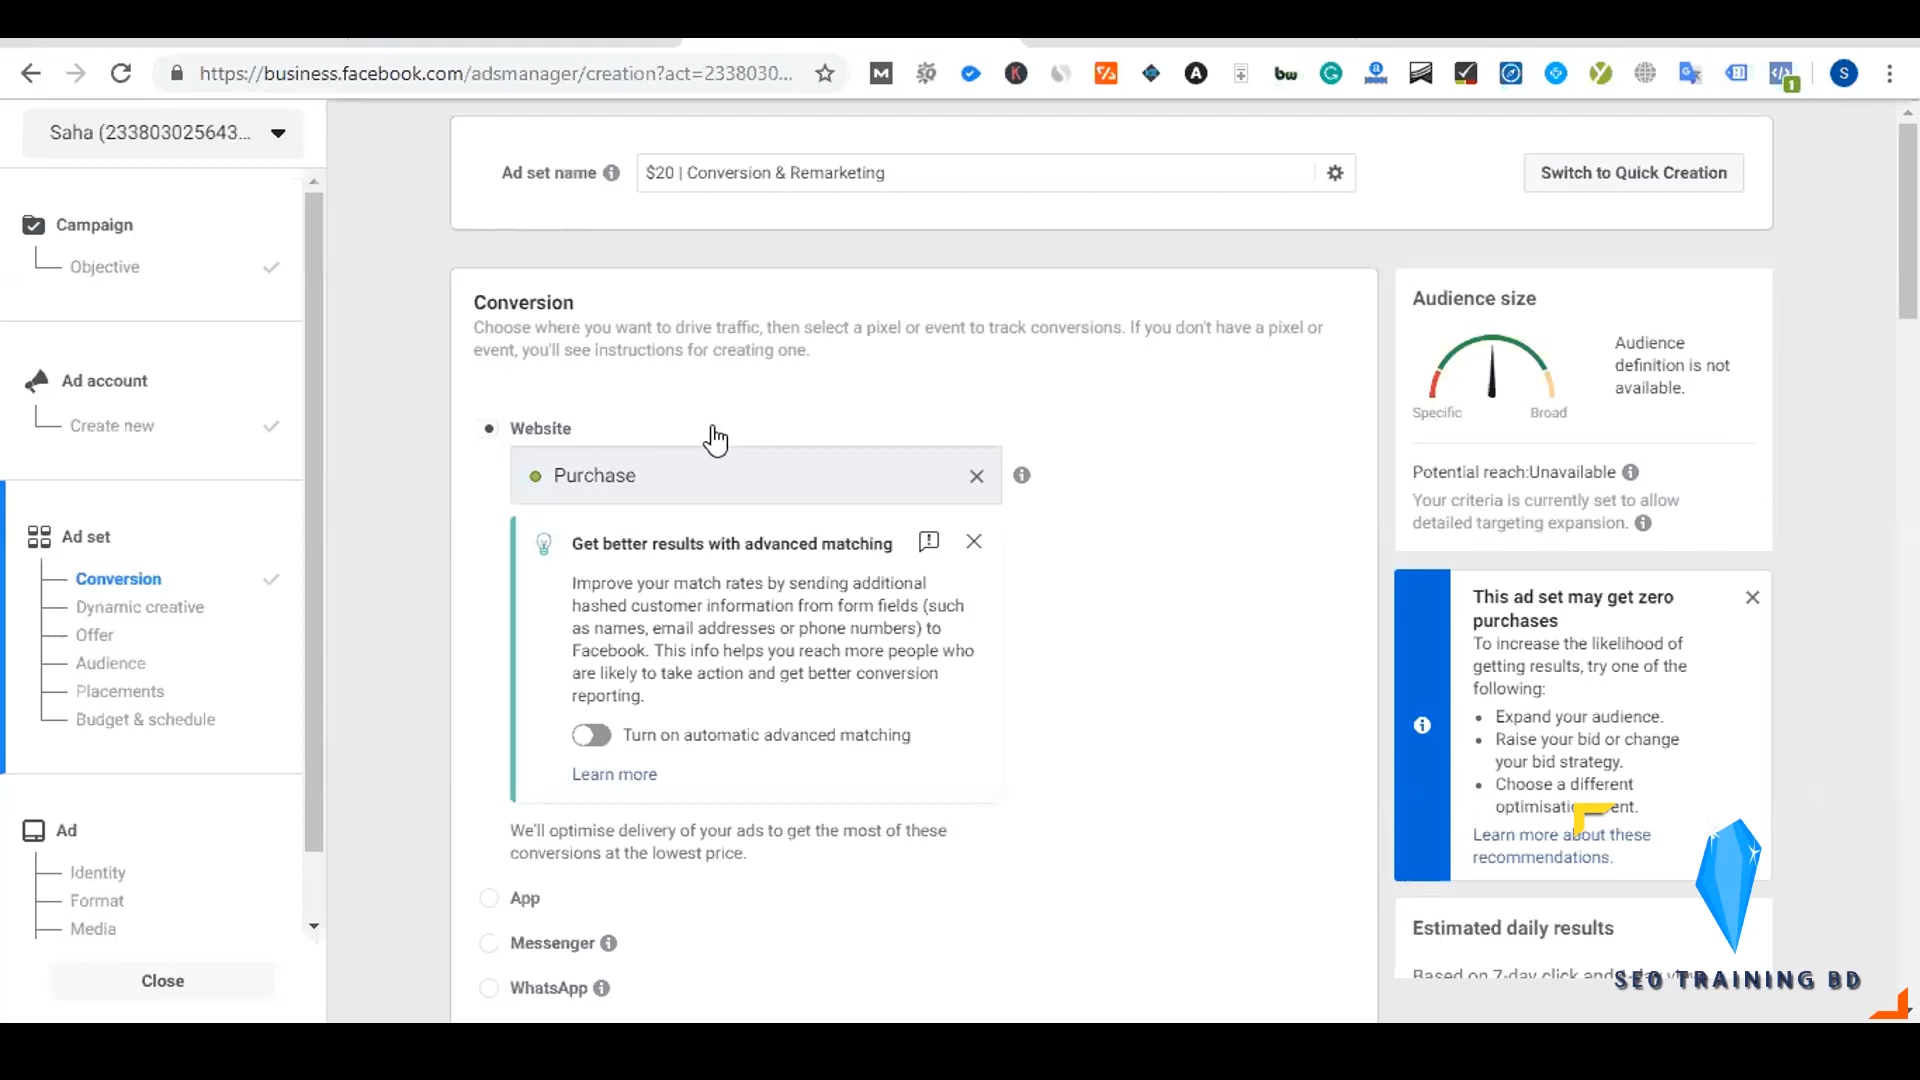 https://business.facebook.com/adsmanager/creation?act=2338030...
M
K
A
bw
G
a
y
1
S
Saha (233803025643...
Campaign
Objective
Ad account
Create new
Ad set
Conversion
Dynamic creative
Offer
Audience
Placements
Budget & schedule
Ad
Identity
Format
Media
Close
Ad set name
$20 | Conversion & Remarketing
Switch to Quick Creation
Conversion
Choose where you want to drive traffic, then select a pixel or event to track conversions. If you don't have a pixel or
event, you'll see instructions for creating one.
Website
Purchase
Get better results with advanced matching
Improve your match rates by sending additional
hashed customer information from form fields (such
as names, email addresses or phone numbers) to
Facebook. This info helps you reach more people who
are likely to take action and get better conversion
reporting.
Turn on automatic advanced matching
Learn more
We'll optimise delivery of your ads to get the most of these
conversions at the lowest price.
App
Messenger
WhatsApp
Audience size
Audience
definition is not
available.
Specific
Broad
Potential reach:Unavailable
Your criteria is currently set to allow
detailed targeting expansion.
This ad set may get zero
purchases
To increase the likelihood of
getting results, try one of the
following:
Expand your audience.
Raise your bid or change
your bid strategy.
Choose a different
Learn more about these
recommendations.
Estimated daily results
Based on 7-day click and
SEO TRAINING BD